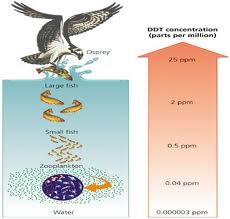 DDT concentration
(parts per million)
Osprey
25 ppm
Large fish
2 ppm
Small fish
0.5 ppm
Zooplankton
0.04 ppm
Water
0.000003 ppm